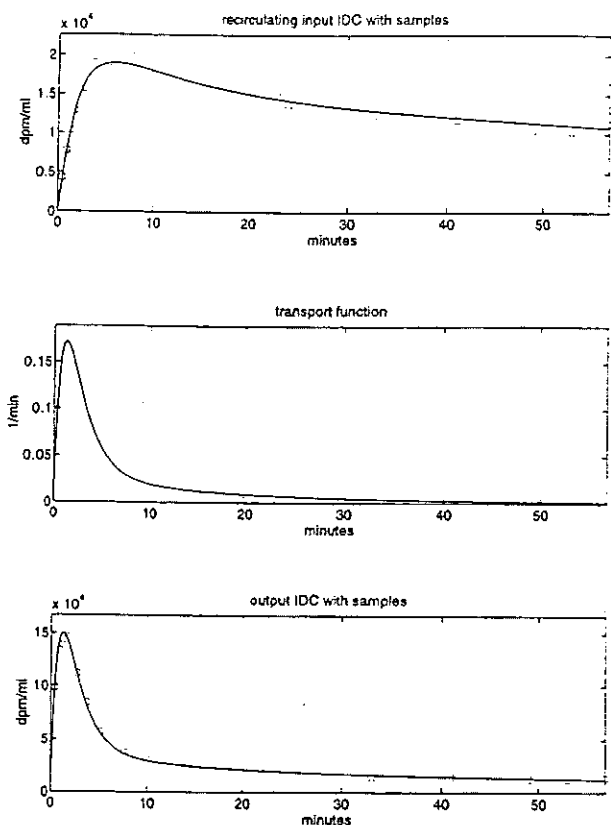 recirculating input IDC with samples
x 10⁴
2
1.5
1
0.5
0
dpm/ml
0 10 20 30 40 50
minutes
transport function
0.15
0.1
0.05
0
1/min
0 10 20 30 40 50
minutes
output IDC with samples
x 10⁴
15
10
5
0
dpm/ml
0 10 20 30 40 50
minutes